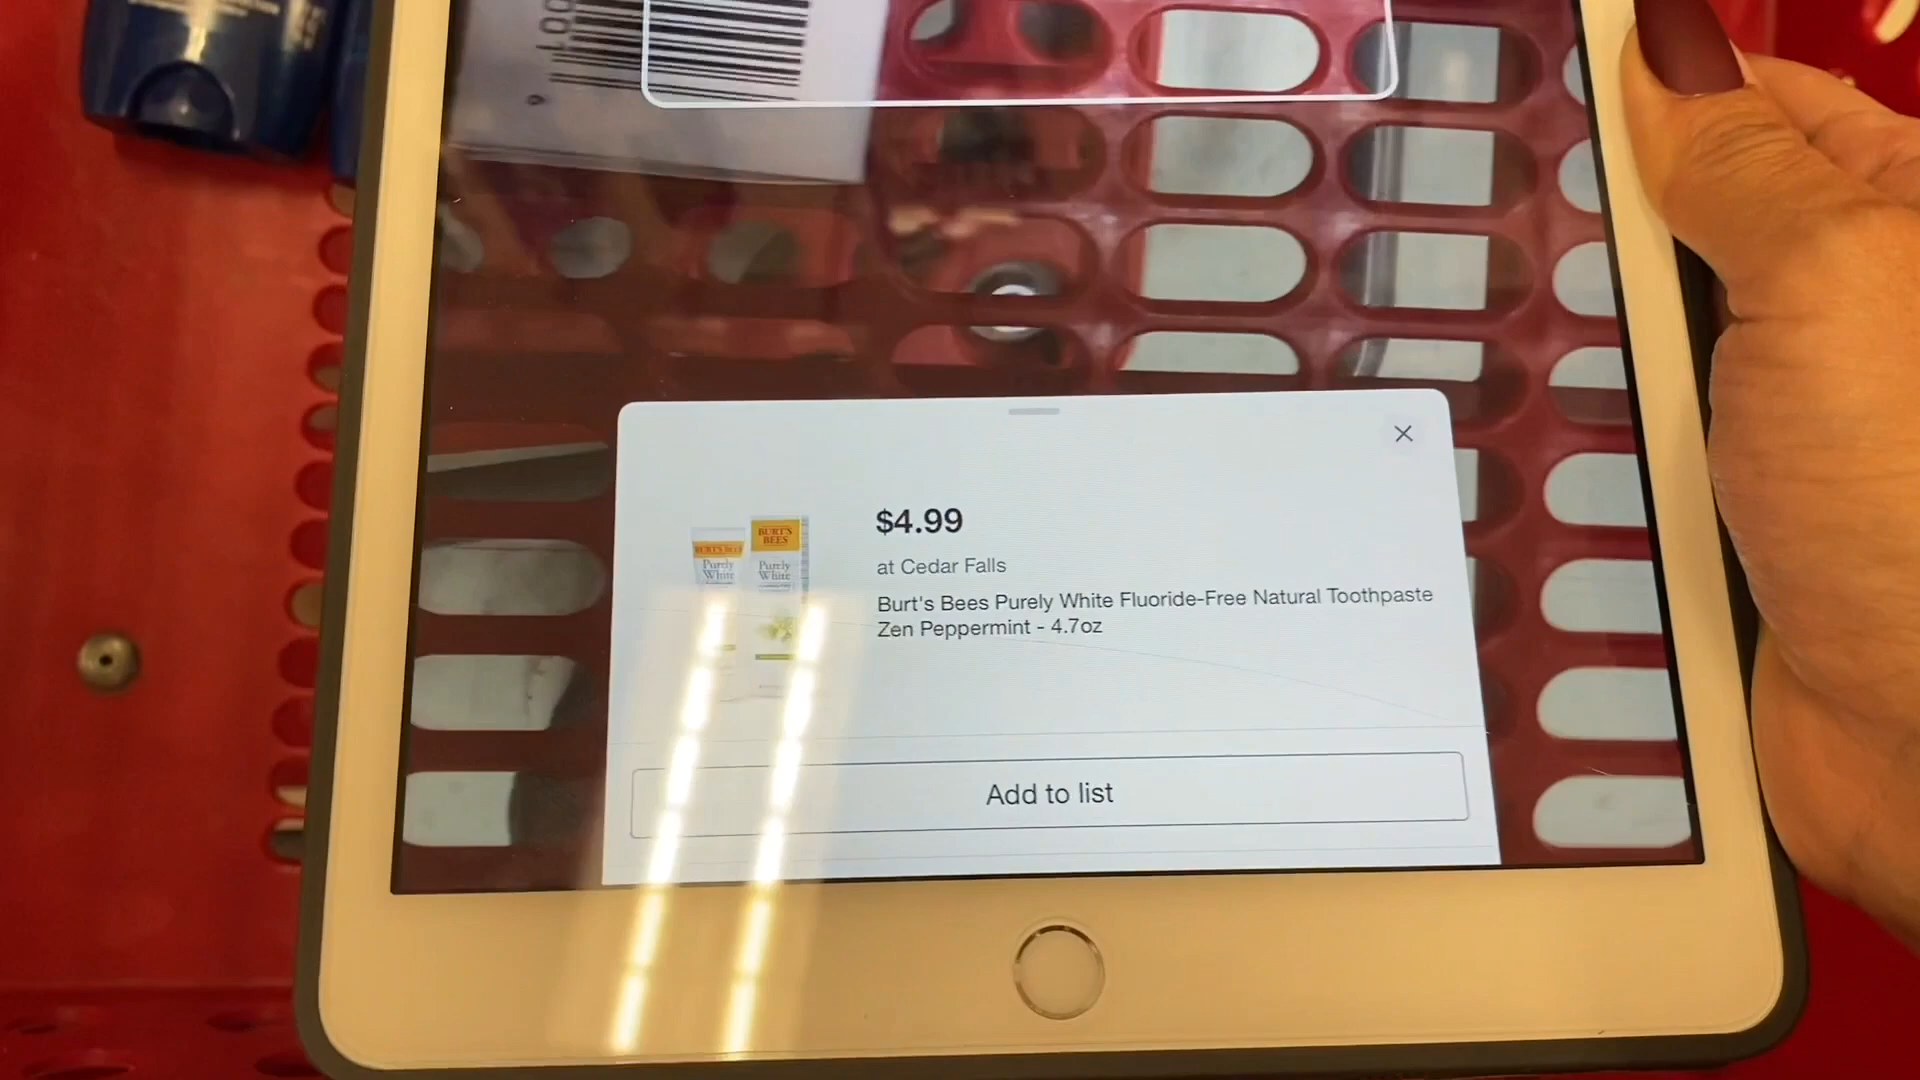 $4.99
at Cedar Falls
Burt's Bees Purely White Fluoride-Free Natural Toothpaste
Zen Peppermint - 4.7oz
BURT'S BEES
Purely
White
BURT'S
BEES
Purely
White
Add to list